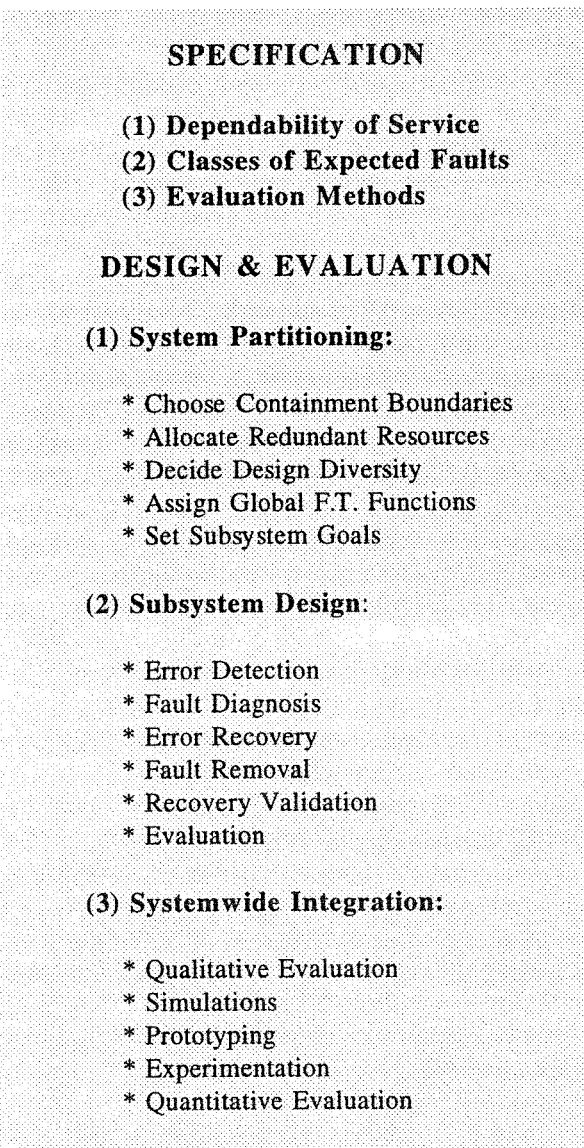 SPECIFICATION
(1) Dependability of Service
(2) Classes of Expected Faults
(3) Evaluation Methods
DESIGN & EVALUATION
(1) System Partitioning:
* Choose Containment Boundaries
* Allocate Redundant Resources
* Decide Design Diversity
* Assign Global F.T. Functions
* Set Subsystem Goals
(2) Subsystem Design:
* Error Detection
* Fault Diagnosis
* Error Recovery
* Fault Removal
* Recovery Validation
* Evaluation
(3) Systemwide Integration:
* Qualitative Evaluation
* Simulations
* Prototyping
* Experimentation
* Quantitative Evaluation